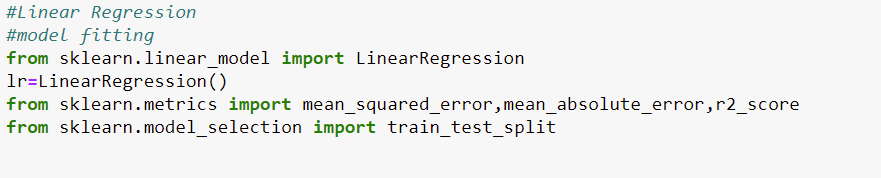 #Linear Regression
#model fitting
from sklearn.linear_model import LinearRegression
lr=LinearRegression()
from sklearn.metrics import mean_squared_error,mean_absolute_error,r2_score
from sklearn.model_selection import train_test_split